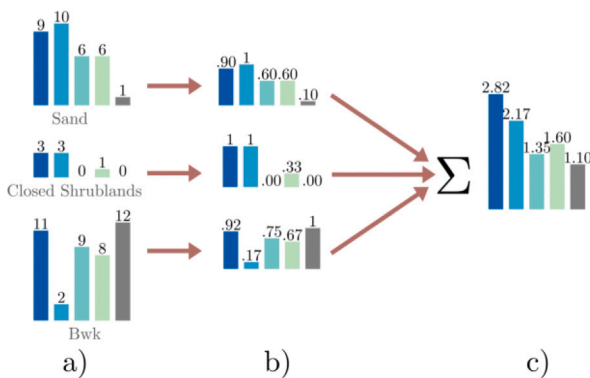 9 10 6 6 1
Sand
.90 1 .60 .60 .10
3 3 0 1 0
Closed Shrublands
1 1 .00 .33 .00
Σ
2.82 2.17 1.35 1.60 1.10
11 2 9 8 12
Bwk
.92 .17 .75 .67 1
a) b) c)